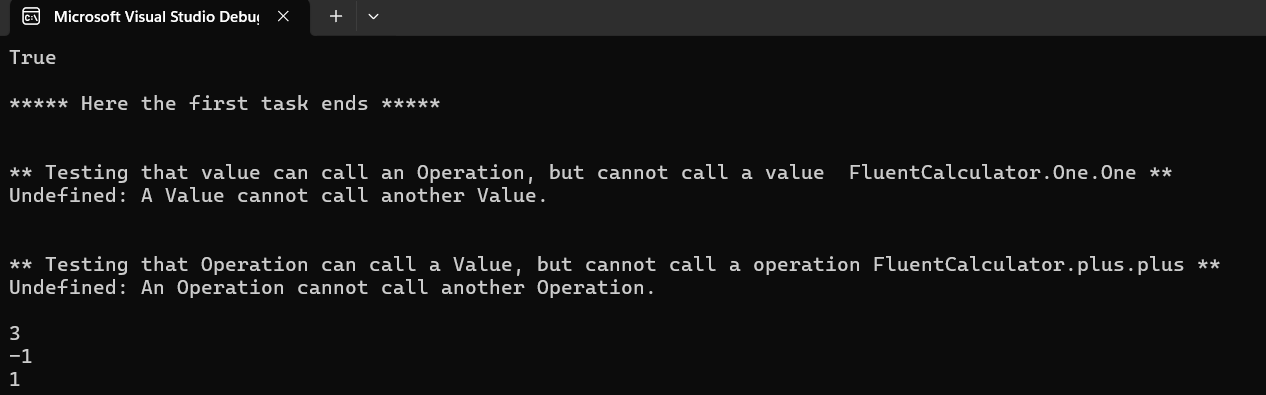 Microsoft Visual Studio Debu
True
***** Here the first task ends *****
** Testing that value can call an Operation, but cannot call a value  FluentCalculator.One.One **
Undefined: A Value cannot call another Value.
** Testing that Operation can call a Value, but cannot call a operation FluentCalculator.plus.plus **
Undefined: An Operation cannot call another Operation.
3
-1
1